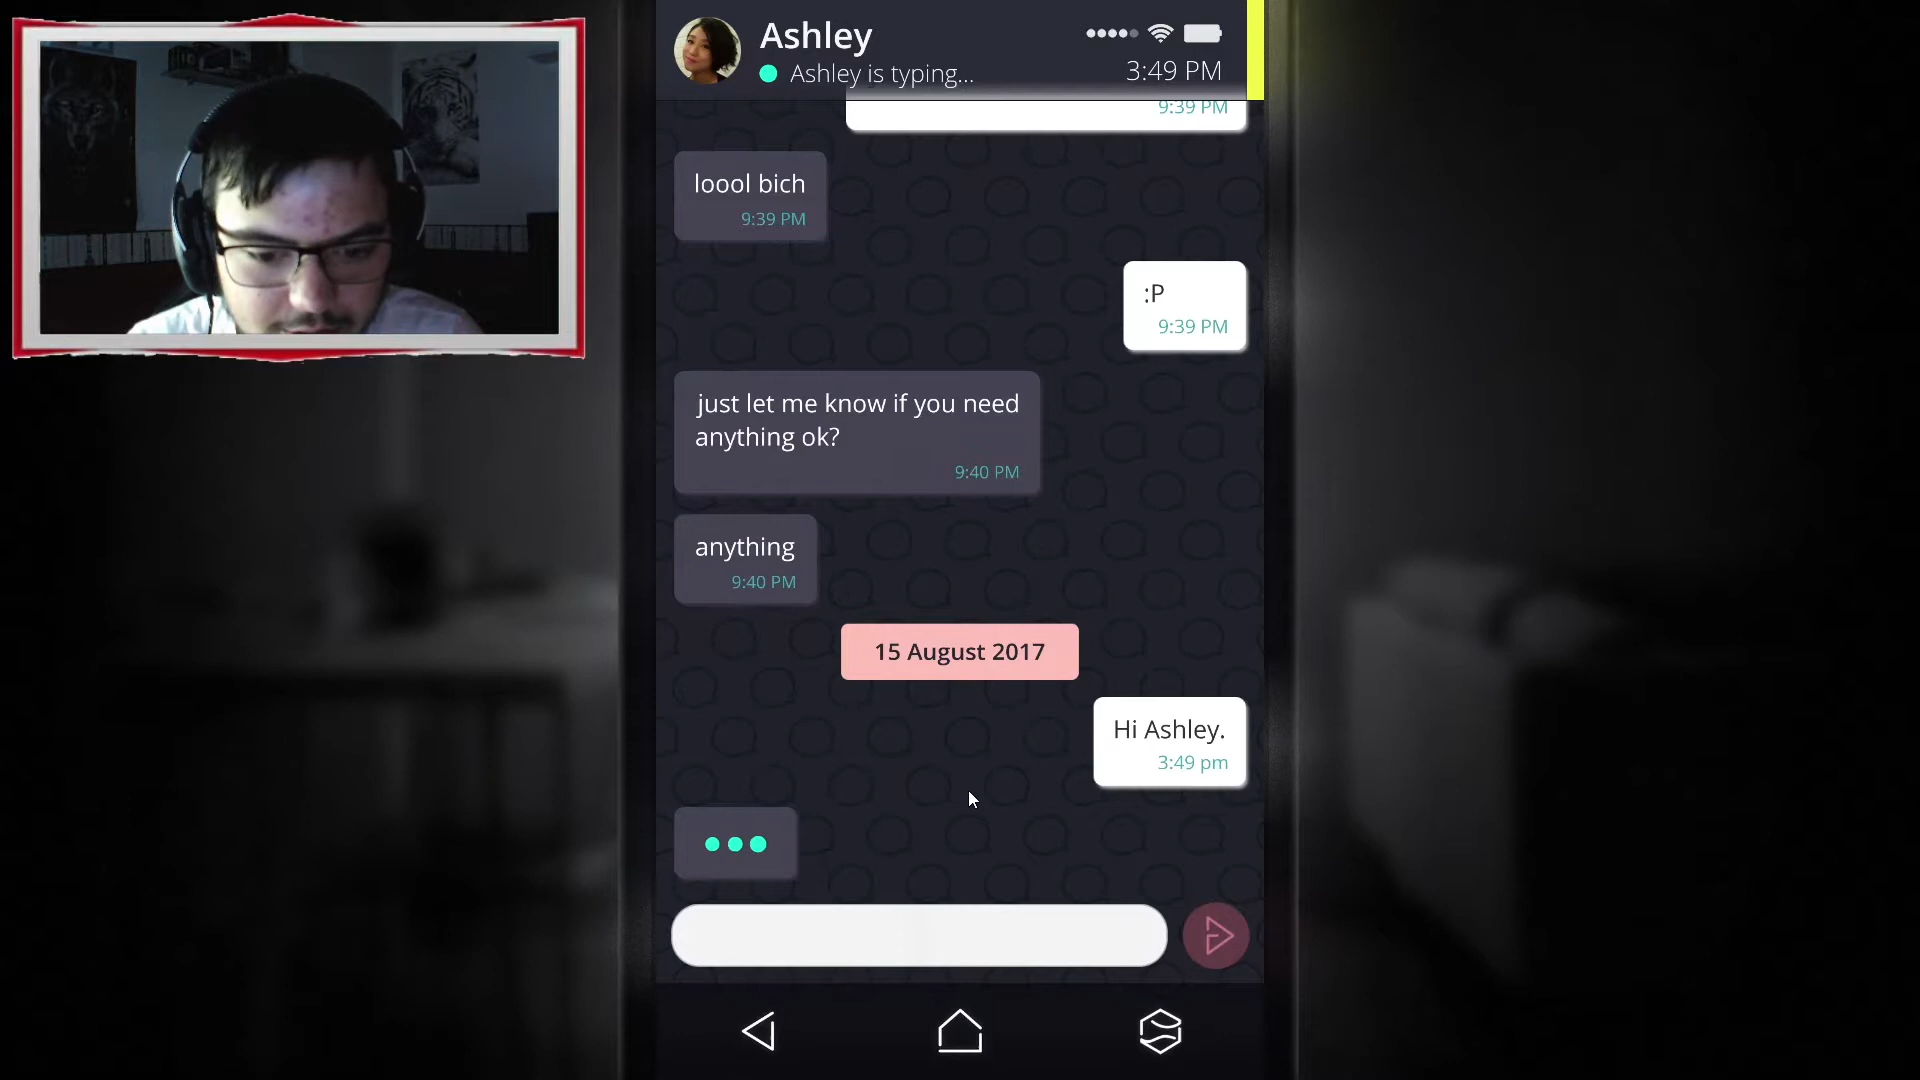 Ashley
Ashley is typing...
3:49 PM
9:39 PM
loool bich
9:39 PM
:P
9:39 PM
just let me know if you need
anything ok?
9:40 PM
anything
9:40 PM
15 August 2017
Hi Ashley.
3:49 pm